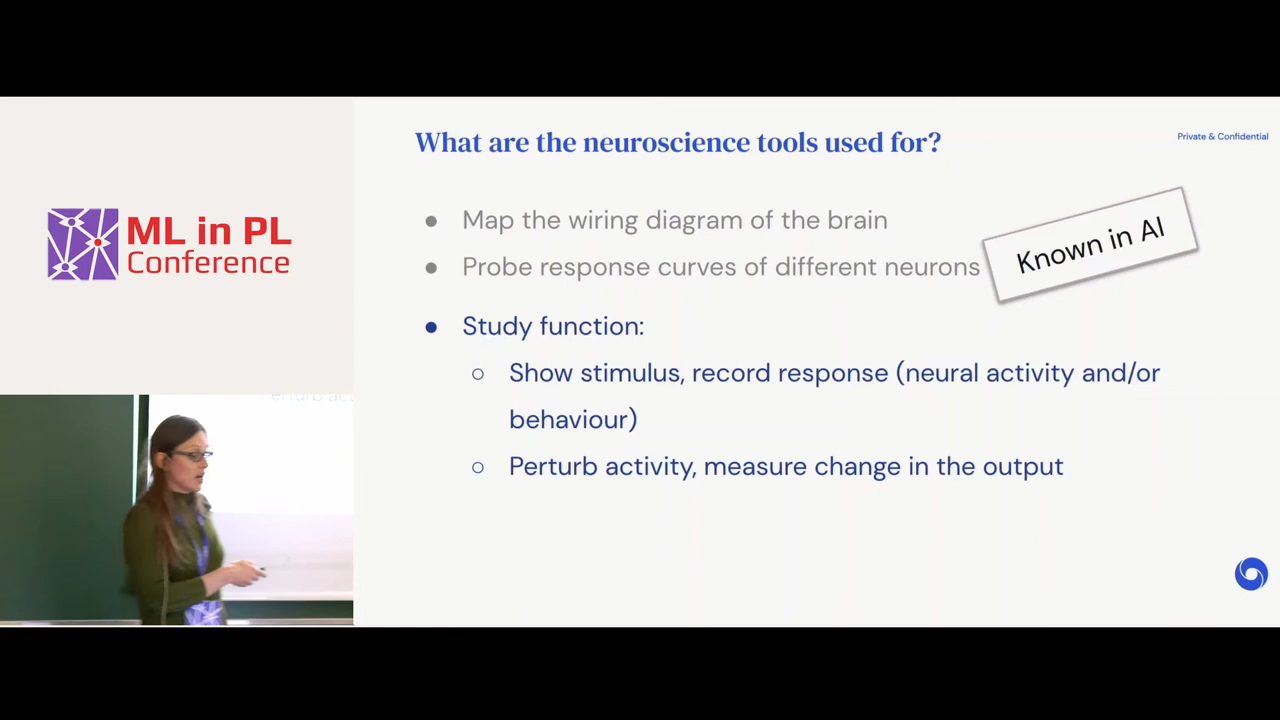 What are the neuroscience tools used for?
Private & Confidential
ML in PL
Conference
● Map the wiring diagram of the brain
● Probe response curves of different neurons
Known in AI
● Study function:
○ Show stimulus, record response (neural activity and/or
behaviour)
○ Perturb activity, measure change in the output
Perturb act